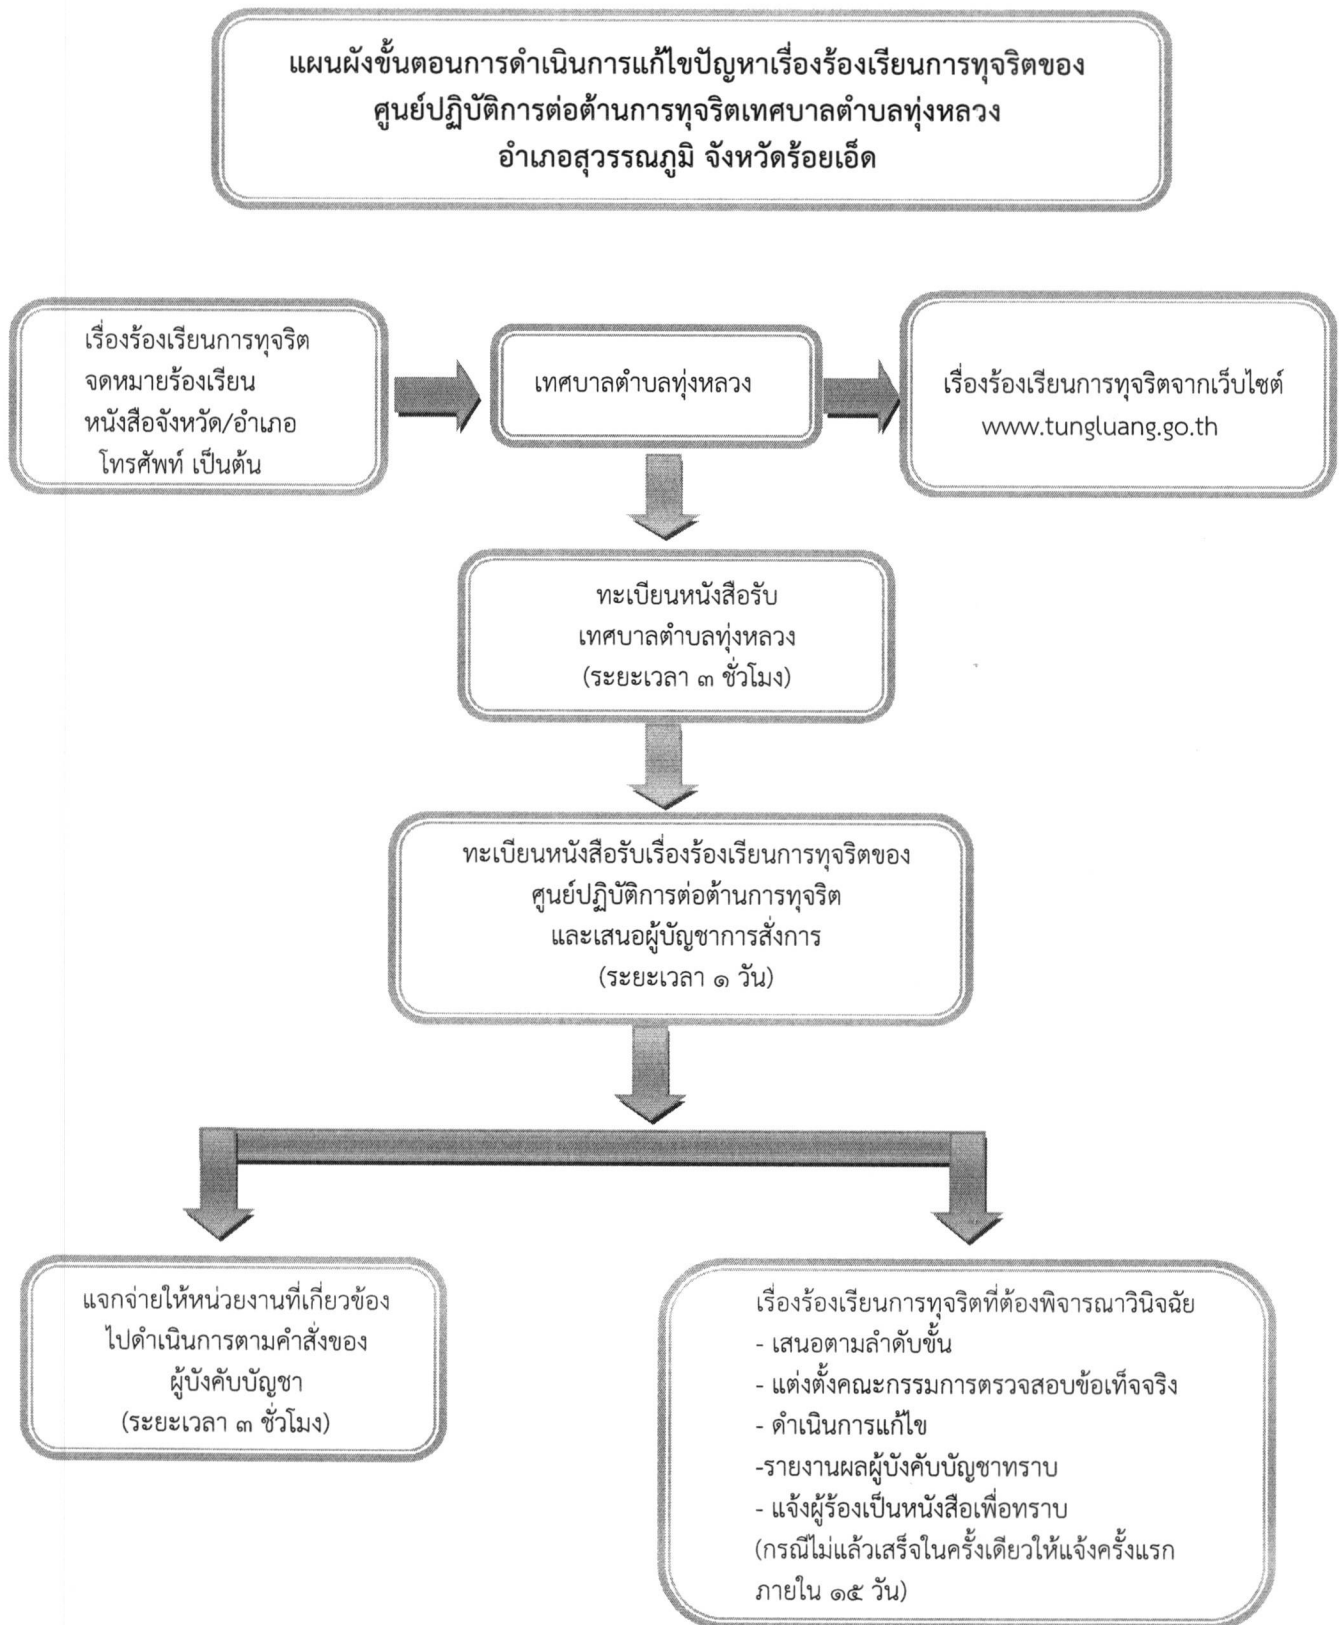 แผนผังขั้นตอนการดำเนินการแก้ไขปัญหาเรื่องร้องเรียนการทุจริตของ
ศูนย์ปฏิบัติการต่อต้านการทุจริตเทศบาลตำบลทุ่งหลวง
อำเภอสุวรรณภูมิ จังหวัดร้อยเอ็ด
เรื่องร้องเรียนการทุจริต
จดหมายร้องเรียน
หนังสือจังหวัด/อำเภอ
โทรศัพท์ เป็นต้น
เทศบาลตำบลทุ่งหลวง
เรื่องร้องเรียนการทุจริตจากเว็บไซต์
www.tungluang.go.th
ทะเบียนหนังสือรับ
เทศบาลตำบลทุ่งหลวง
(ระยะเวลา ๓ ชั่วโมง)
ทะเบียนหนังสือรับเรื่องร้องเรียนการทุจริตของ
ศูนย์ปฏิบัติการต่อต้านการทุจริต
และเสนอผู้บัญชาการสั่งการ
(ระยะเวลา ๑ วัน)
แจกจ่ายให้หน่วยงานที่เกี่ยวข้อง
ไปดำเนินการตามคำสั่งของ
ผู้บังคับบัญชา
(ระยะเวลา ๓ ชั่วโมง)
เรื่องร้องเรียนการทุจริตที่ต้องพิจารณาวินิจฉัย
- เสนอตามลำดับขั้น
- แต่งตั้งคณะกรรมการตรวจสอบข้อเท็จจริง
- ดำเนินการแก้ไข
-รายงานผลผู้บังคับบัญชาทราบ
- แจ้งผู้ร้องเป็นหนังสือเพื่อทราบ
(กรณีไม่แล้วเสร็จในครั้งเดียวให้แจ้งครั้งแรก
ภายใน ๑๕ วัน)